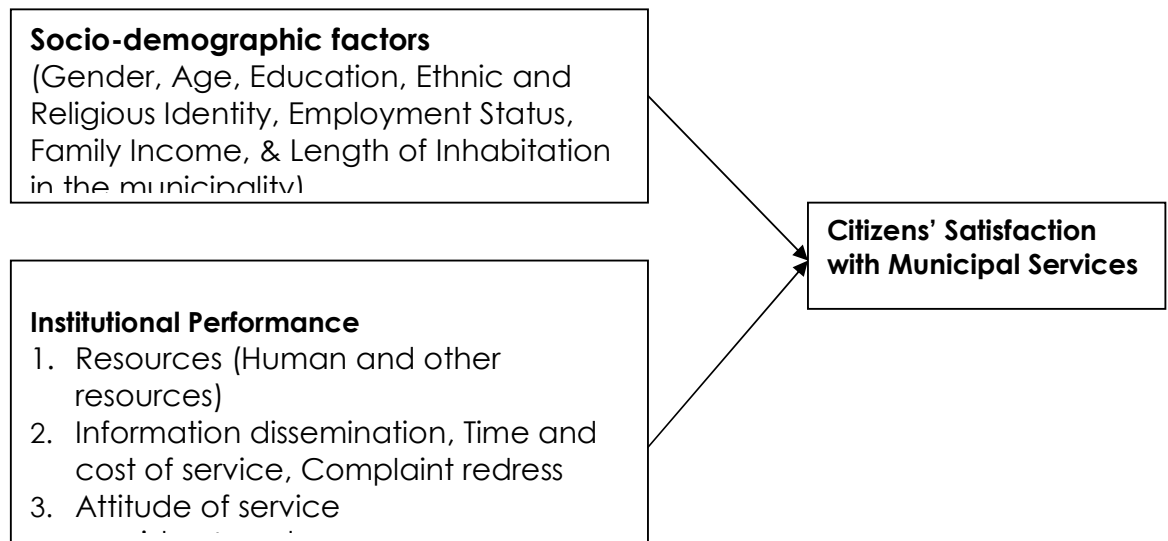 Socio-demographic factors
(Gender, Age, Education, Ethnic and
Religious Identity, Employment Status,
Family Income, & Length of Inhabitation
in the municipality)
Citizens’ Satisfaction
with Municipal Services
Institutional Performance
1. Resources (Human and other
resources)
2. Information dissemination, Time and
cost of service, Complaint redress
3. Attitude of service